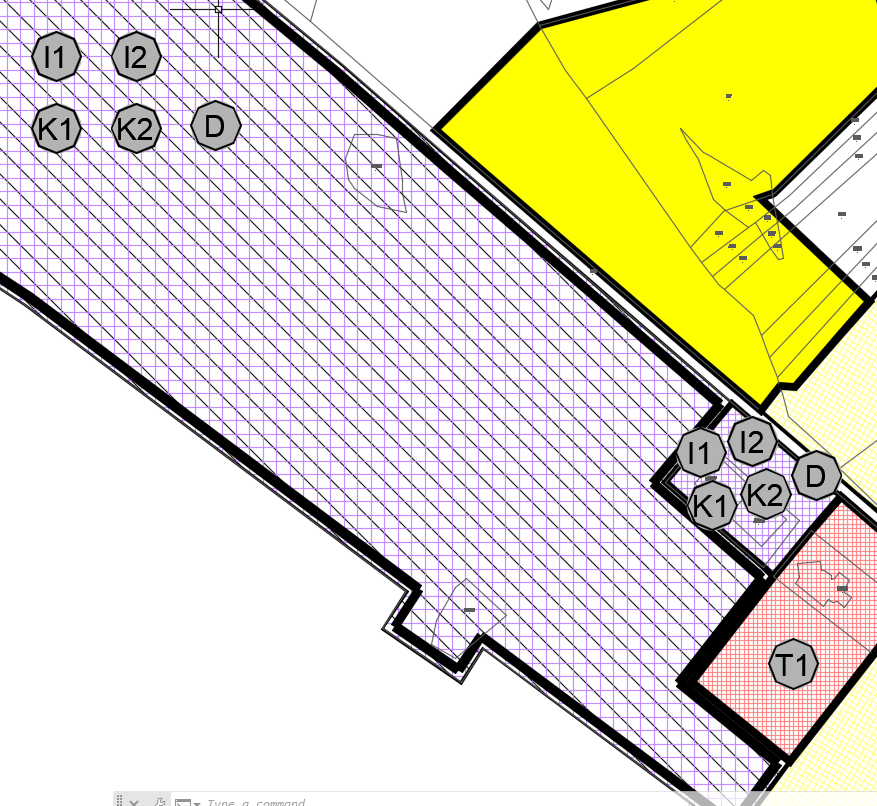 I1 I2
K1 K2 D
I1 I2
K1 K2 D
T1
Type a command